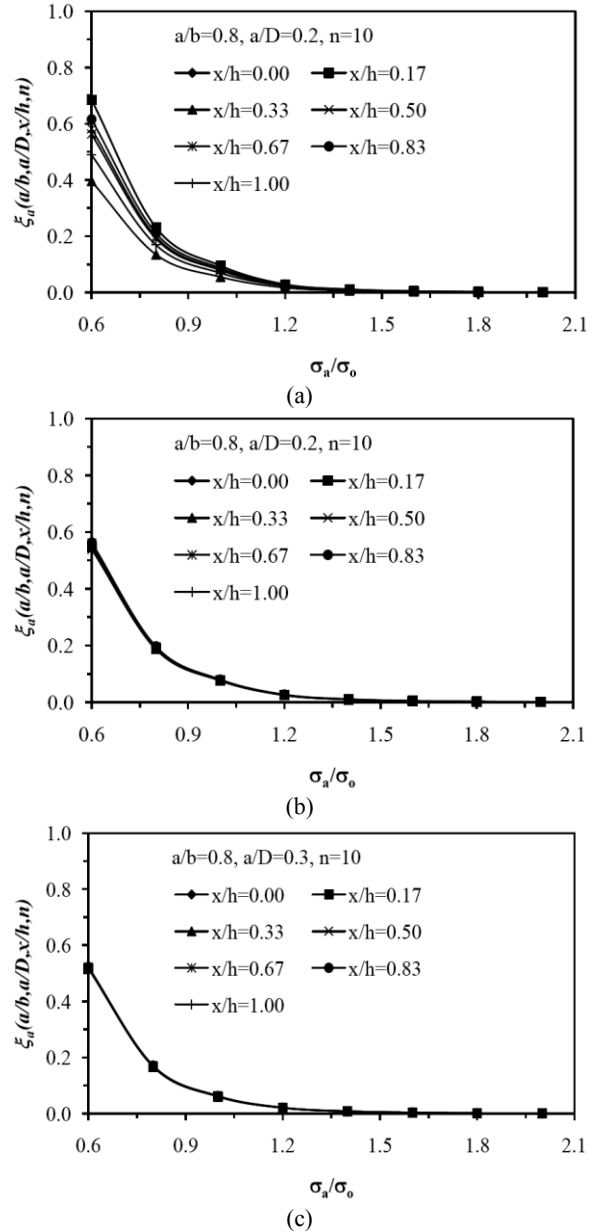 a/b=0.8, a/D=0.2, n=10
x/h=0.00 x/h=0.17
x/h=0.33 x/h=0.50
x/h=0.67 x/h=0.83
x/h=1.00
ξa(a/b,a/D,x/h,n)
1.0
0.8
0.6
0.4
0.2
0.0
0.6 0.9 1.2 1.5 1.8 2.1
σa/σo
(a)
a/b=0.8, a/D=0.2, n=10
x/h=0.00 x/h=0.17
x/h=0.33 x/h=0.50
x/h=0.67 x/h=0.83
x/h=1.00
ξa(a/b,a/D,x/h,n)
1.0
0.8
0.6
0.4
0.2
0.0
0.6 0.9 1.2 1.5 1.8 2.1
σa/σo
(b)
a/b=0.8, a/D=0.3, n=10
x/h=0.00 x/h=0.17
x/h=0.33 x/h=0.50
x/h=0.67 x/h=0.83
x/h=1.00
ξa(a/b,a/D,x/h,n)
1.0
0.8
0.6
0.4
0.2
0.0
0.6 0.9 1.2 1.5 1.8 2.1
σa/σo
(c)